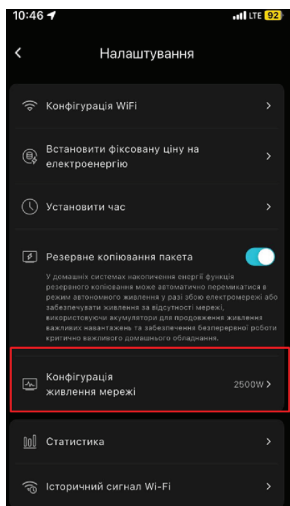 10:46 LTE 92
Налаштування
Конфігурація WiFi
Встановити фіксовану ціну на
електроенергію
Установити час
Резервне копіювання пакета
У домашніх системах накопичення енергії функція
резервного копіювання може автоматично перемикатися в
режим автономного живлення у разі збою електромережі або
забезпечувати живлення за відсутності мережі,
використовуючи акумулятори для продовження живлення
важливих навантажень та забезпечення безперервної роботи
критично важливого домашнього обладнання.
Конфігурація
живлення мережі
2500W
Статистика
Історичний сигнал Wi-Fi